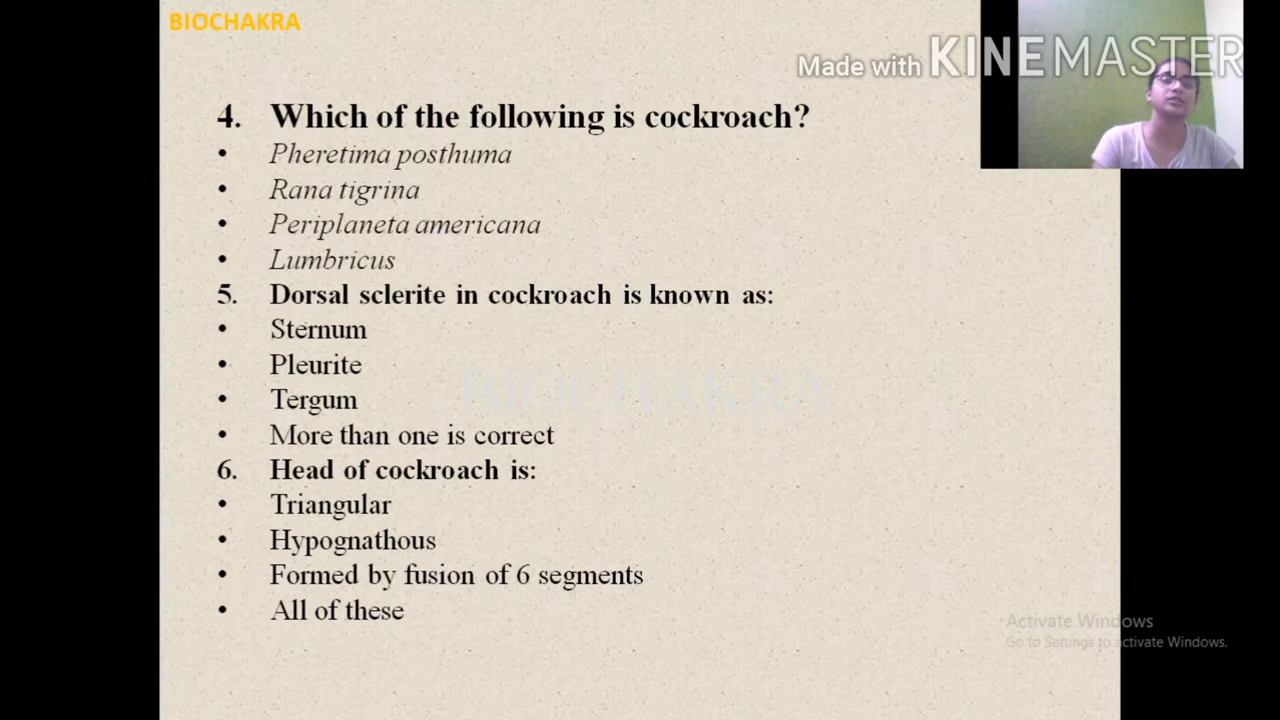 BIOCHAKRA
Made with KINEMASTER
4. Which of the following is cockroach?
• Pheretima posthuma
• Rana tigrina
• Periplaneta americana
• Lumbricus
5. Dorsal sclerite in cockroach is known as:
• Sternum
• Pleurite
• Tergum
BIOCHAKRA
• More than one is correct
6. Head of cockroach is:
• Triangular
• Hypognathous
• Formed by fusion of 6 segments
• All of these
Activate Windows
Go to Settings to activate Windows.